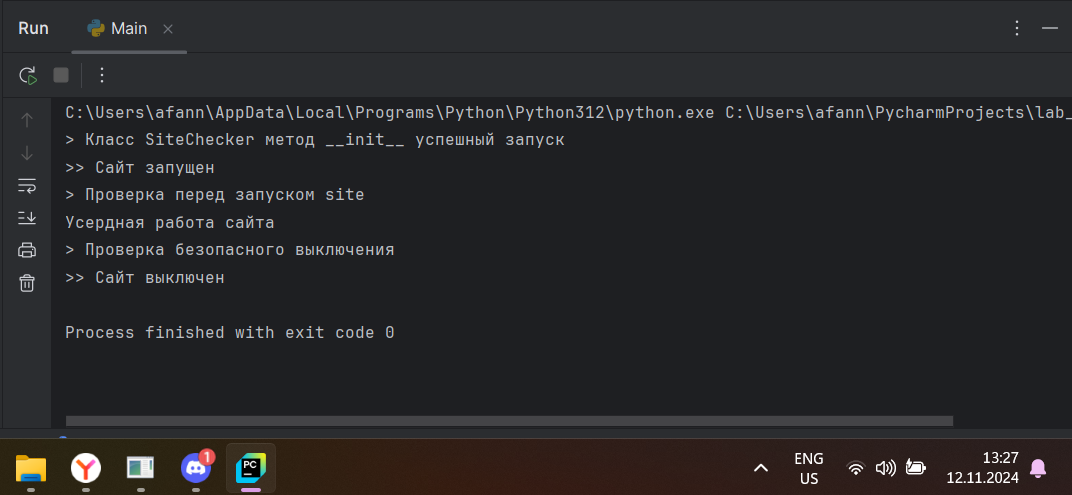 Run Main
C:\Users\afann\AppData\Local\Programs\Python\Python312\python.exe C:\Users\afann\PycharmProjects\lab_
> Класс SiteChecker метод __init__ успешный запуск
>> Сайт запущен
> Проверка перед запуском site
Усердная работа сайта
> Проверка безопасного выключения
>> Сайт выключен
Process finished with exit code 0
1
PC
ENG
US
13:27
12.11.2024